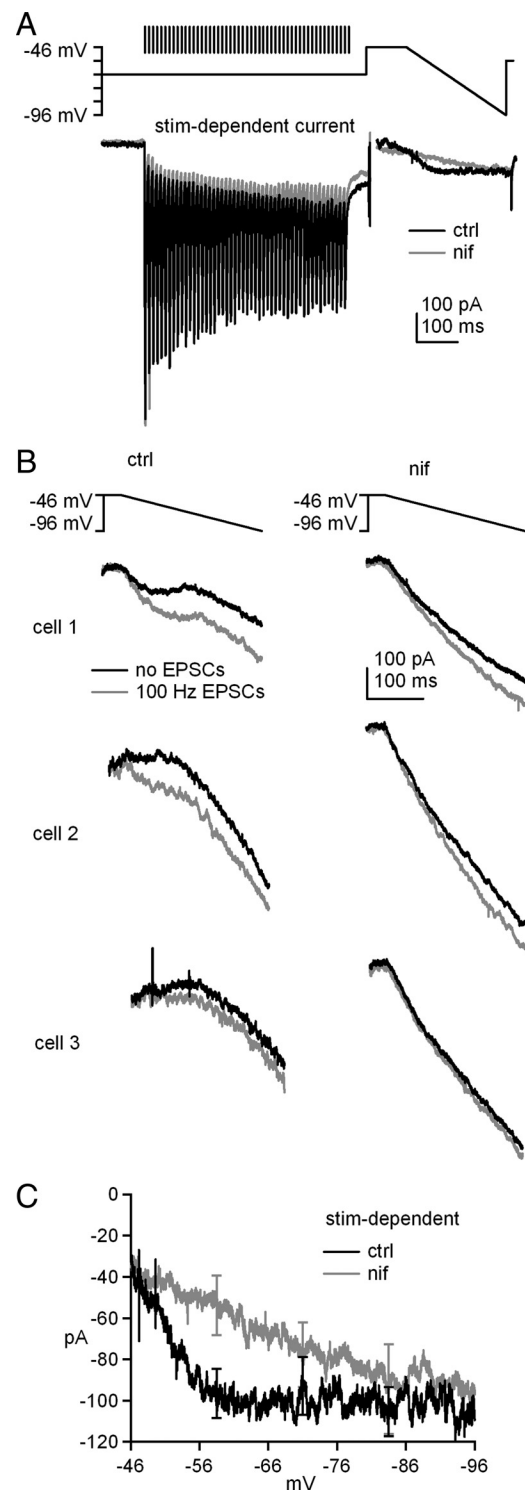 A
-46 mV
-96 mV
stim-dependent current
ctrl
nif
100 pA
100 ms
B
ctrl
nif
-46 mV
-96 mV
-46 mV
-96 mV
cell 1
no EPSCs
100 Hz EPSCs
100 pA
100 ms
cell 2
cell 3
C
0
-20
-40
-60
-80
-100
-120
pA
stim-dependent
ctrl
nif
-46
-56
-66
-76
-86
-96
mV